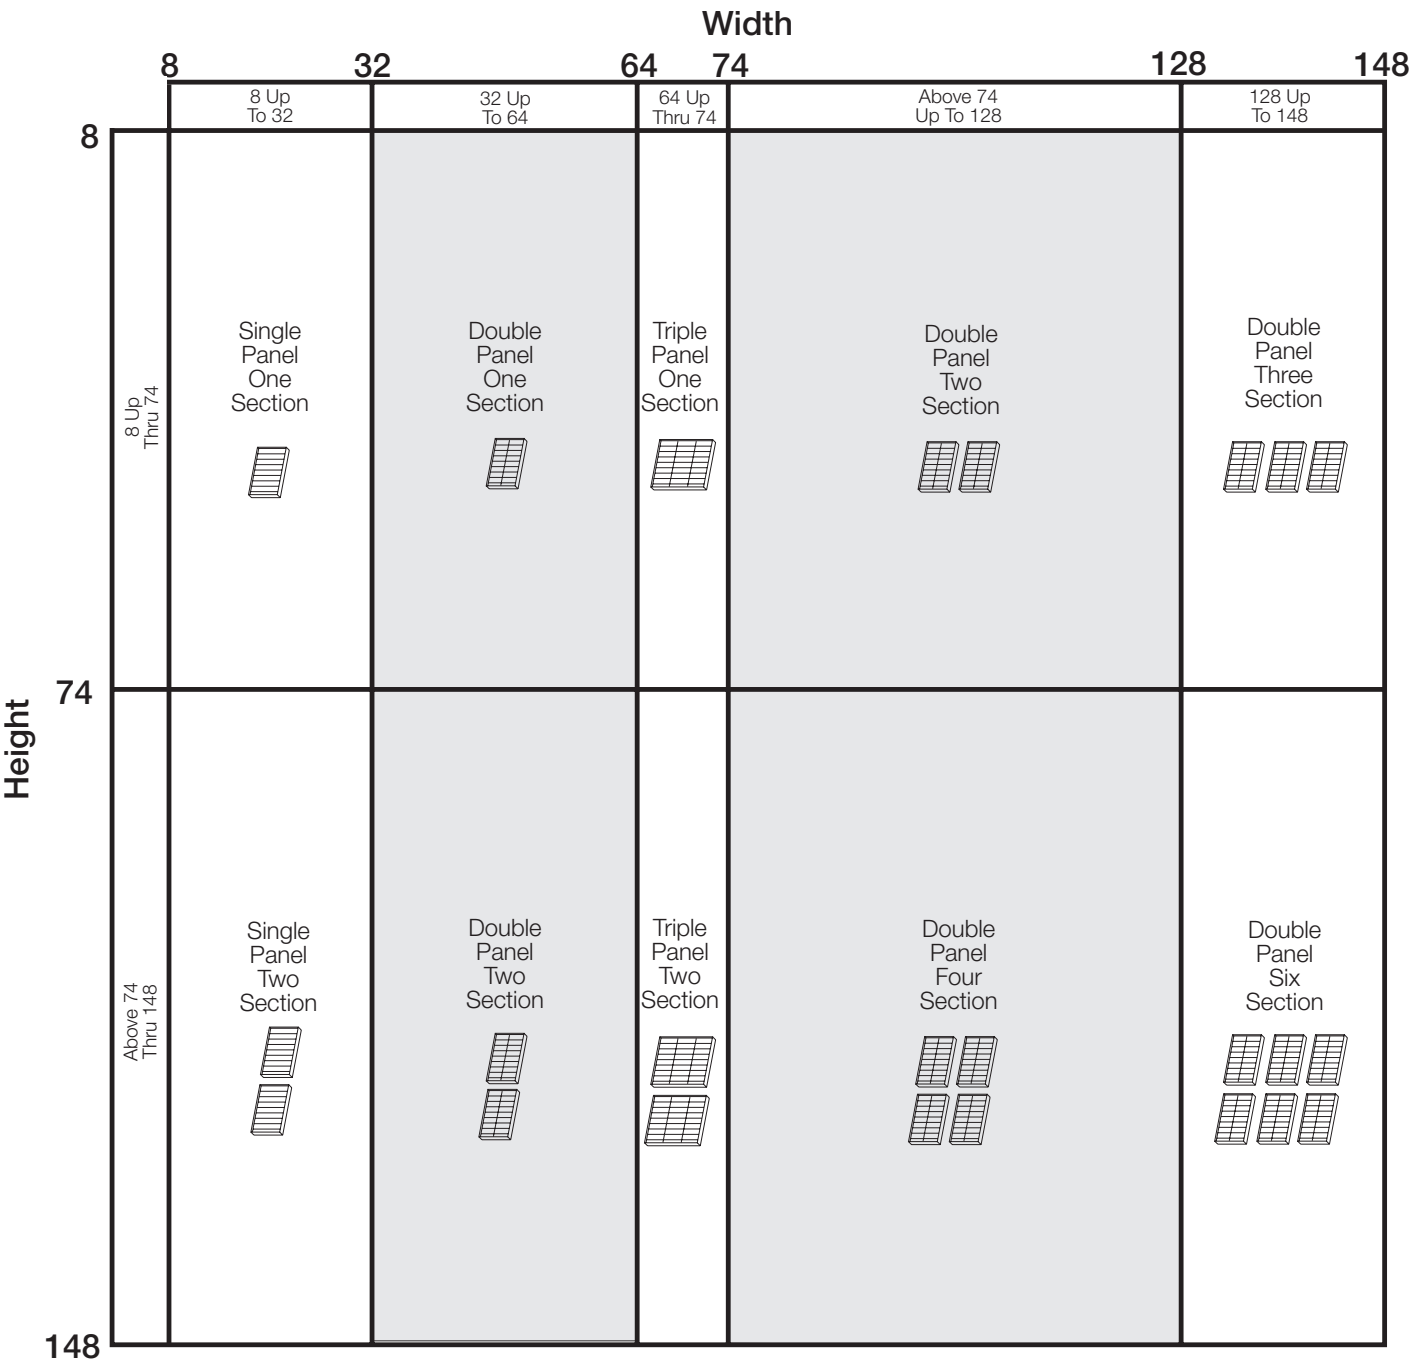 Width
8 32 64 74 128 148
8 Up
To 32
32 Up
To 64
64 Up
Thru 74
Above 74
Up To 128
128 Up
To 148
8
8 Up
Thru 74
Single
Panel
One
Section
Double
Panel
One
Section
Triple
Panel
One
Section
Double
Panel
Two
Section
Double
Panel
Three
Section
74
Height
Above 74
Thru 148
Single
Panel
Two
Section
Double
Panel
Two
Section
Triple
Panel
Two
Section
Double
Panel
Four
Section
Double
Panel
Six
Section
148